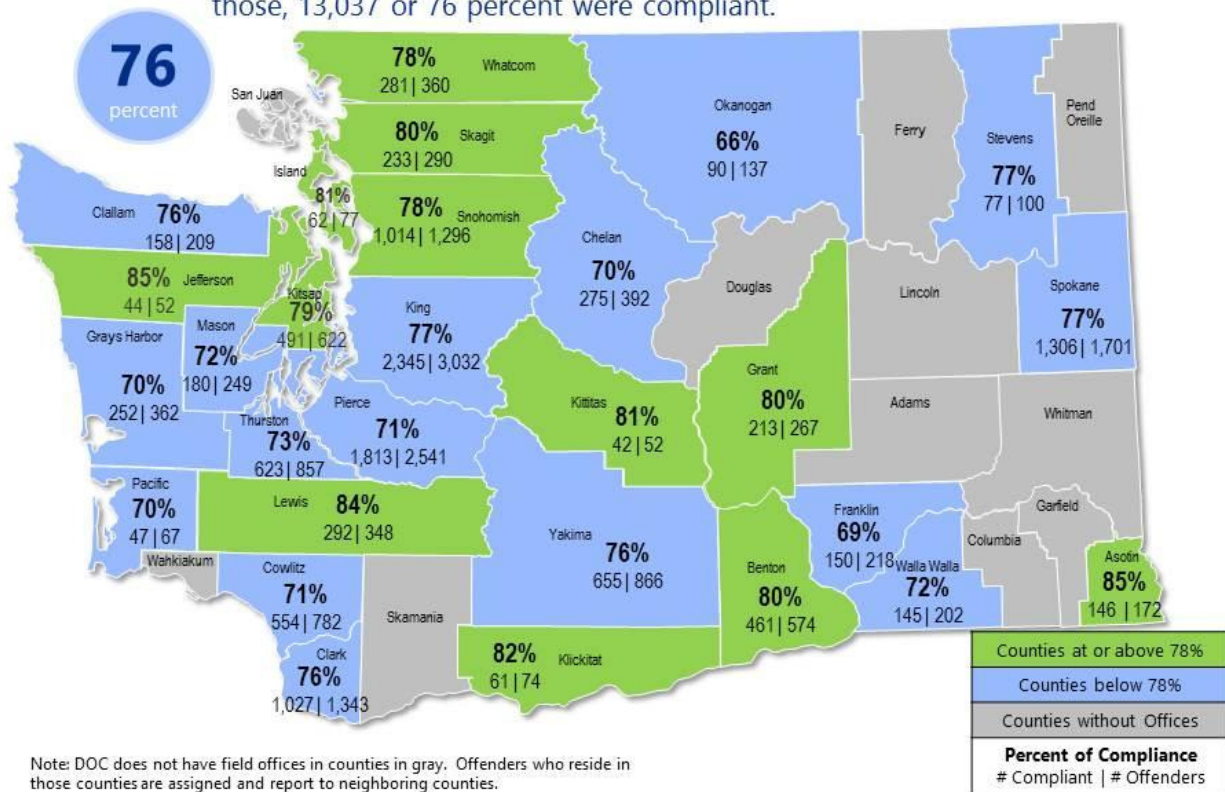 those, 13,037 or 76 percent were compliant.
76
percent
78%
Whatcom
281| 360
San Juan
80%
Skagit
233| 290
Island
81%
62| 77
78%
Snohomish
1,014| 1,296
Okanogan
66%
90| 137
Ferry
Stevens
77%
77| 100
Pend
Oreille
Clallam
76%
158| 209
85%
Jefferson
44| 52
Kitsap
79%
491| 622
Chelan
70%
275| 392
Douglas
Lincoln
Spokane
77%
1,306| 1,701
Grays Harbor
70%
252| 362
Mason
72%
180| 249
King
77%
2,345| 3,032
Kittitas
81%
42| 52
Grant
80%
213| 267
Adams
Whitman
Thurston
73%
623| 857
Pierce
71%
1,813| 2,541
Pacific
70%
47| 67
Lewis
84%
292| 348
Yakima
76%
655| 866
Franklin
69%
150| 218
Garfield
Columbia
Wahkiakum
Cowlitz
71%
554| 782
Skamania
Benton
80%
461| 574
Walla Walla
72%
145| 202
Asotin
85%
146 | 172
Clark
76%
1,027| 1,343
82%
Klickitat
61| 74
Counties at or above 78%
Counties below 78%
Counties without Offices
Percent of Compliance
# Compliant | # Offenders
Note: DOC does not have field offices in counties in gray. Offenders who reside in
those counties are assigned and report to neighboring counties.